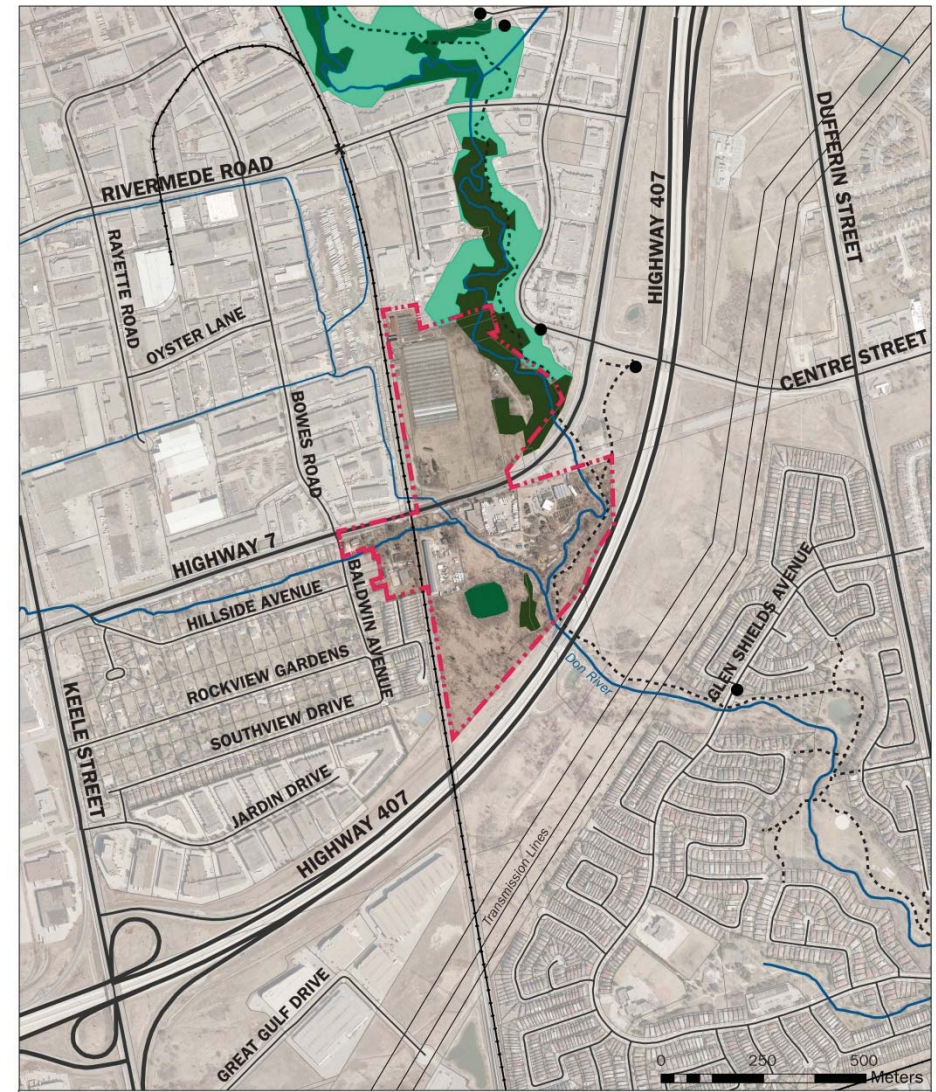 DUFFERIN STREET
RIVERMEDE ROAD
HIGHWAY 407
RAYETTE ROAD
OYSTER LANE
CENTRE STREET
BOWES ROAD
HIGHWAY 7
HILLSIDE AVENUE
BALDWIN AVENUE
GLEN SHIELDS AVENUE
ROCKVIEW GARDENS
Don River
KEELE STREET
SOUTHVIEW DRIVE
JARDIN DRIVE
HIGHWAY 407
Transmission Lines
GREAT GULF DRIVE
0 250 500
Meters